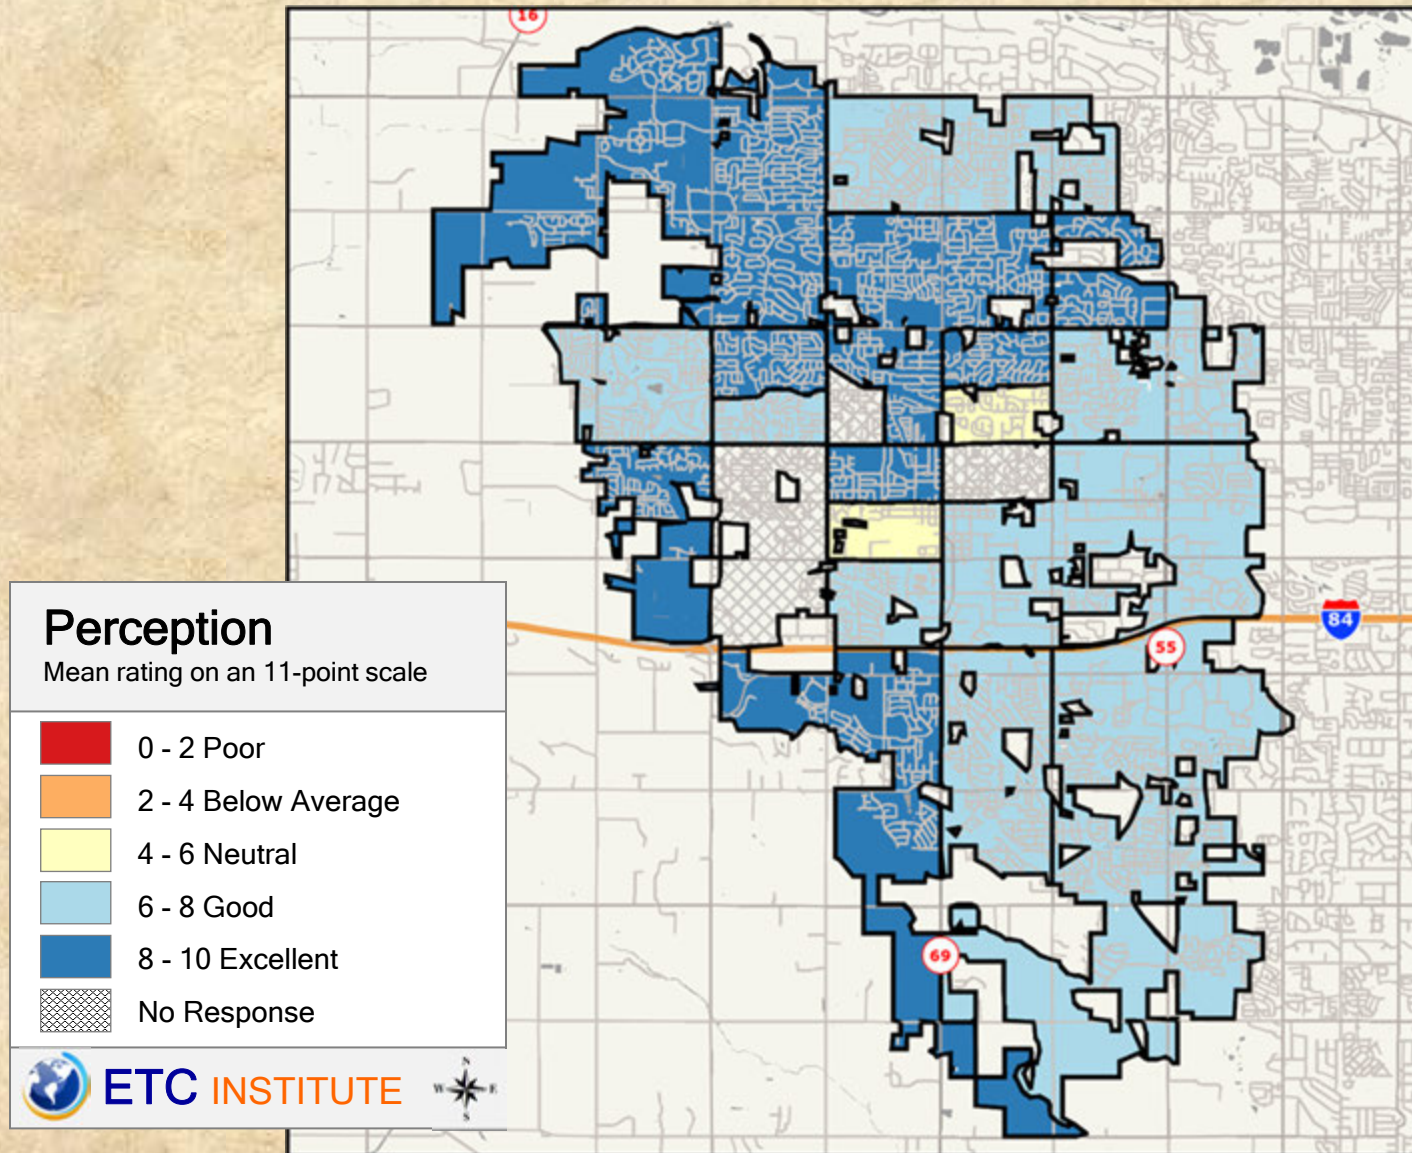 16
84
55
Perception
Mean rating on an 11-point scale
0 - 2 Poor
2 - 4 Below Average
4 - 6 Neutral
6 - 8 Good
8 - 10 Excellent
69
No Response
ETC INSTITUTE
N
W E
S